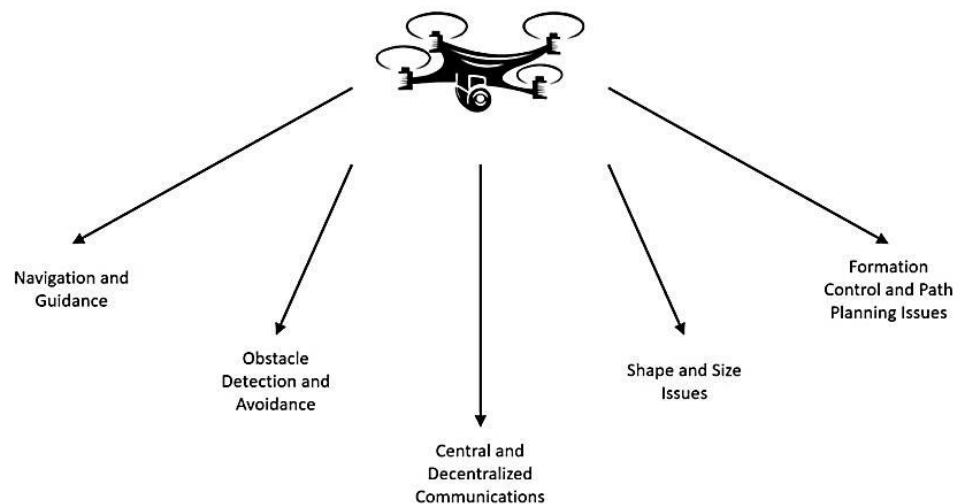 Navigation and
Guidance
Obstacle
Detection and
Avoidance
Central and
Decentralized
Communications
Shape and Size
Issues
Formation
Control and Path
Planning Issues